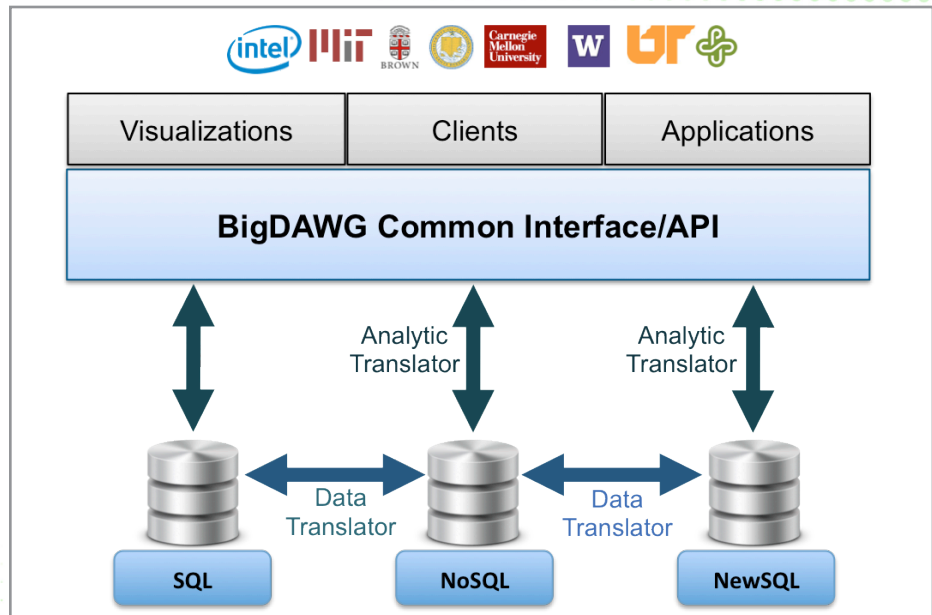 intel
MIT
BROWN
Carnegie
Mellon
University
W
UT
Visualizations
Clients
Applications
BigDAWG Common Interface/API
Analytic
Translator
Analytic
Translator
Data
Translator
Data
Translator
SQL
NoSQL
NewSQL